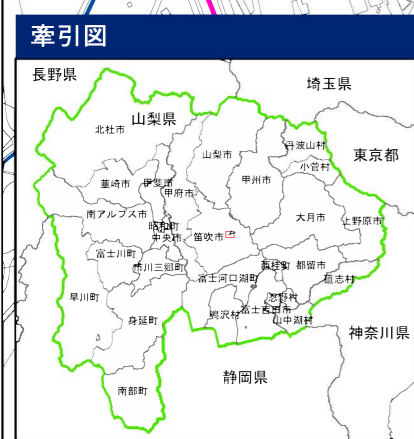 牽引図
長野県
埼玉県
山梨県
北杜市
丹波山村
山梨市
東京都
小菅村
韮崎市
甲斐市
甲府市
甲州市
南アルプス市
大月市
上野原市
昭和町
中央市
笛吹市
富士川町
市川三郷町
西桂町
都留市
富士河口湖町
道志村
早川町
忍野村
鳴沢村
富士吉田市
身延町
山中湖村
神奈川県
静岡県
南部町